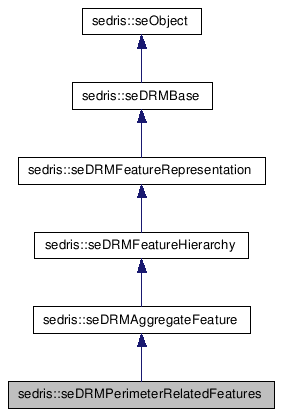 sedris::seObject
sedris::seDRMBase
sedris::seDRMFeatureRepresentation
sedris::seDRMFeatureHierarchy
sedris::seDRMAggregateFeature
sedris::seDRMPerimeterRelatedFeatures